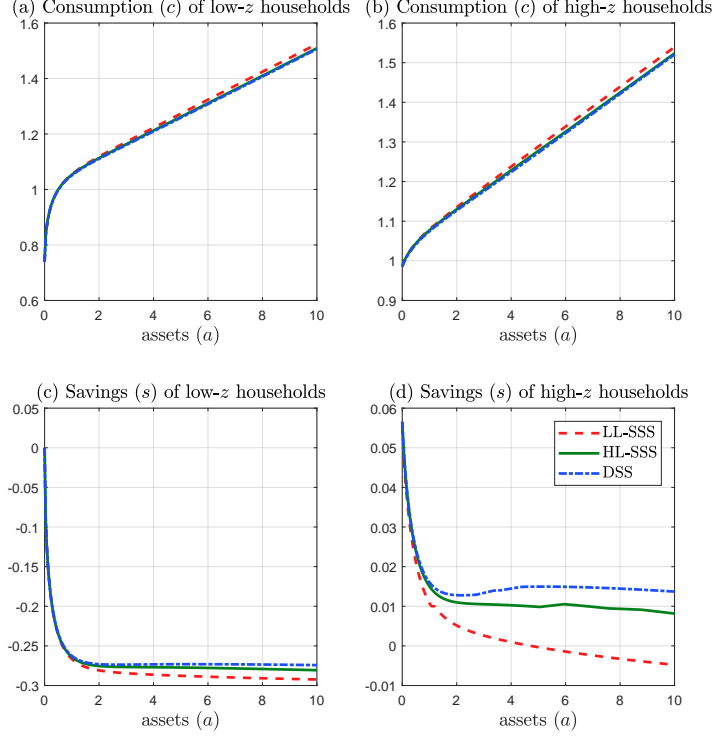 (a) Consumption (c) of low-z households
1.6
1.4
1.2
1
0.8
0.6
0 2 4 6 8 10
assets (a)
(b) Consumption (c) of high-z households
1.6
1.5
1.4
1.3
1.2
1.1
1
0.9
0 2 4 6 8 10
assets (a)
(c) Savings (s) of low-z households
0.05
0
-0.05
-0.1
-0.15
-0.2
-0.25
-0.3
0 2 4 6 8 10
assets (a)
(d) Savings (s) of high-z households
0.06
0.05
0.04
0.03
0.02
0.01
0
-0.01
LL-SSS
HL-SSS
DSS
0 2 4 6 8 10
assets (a)